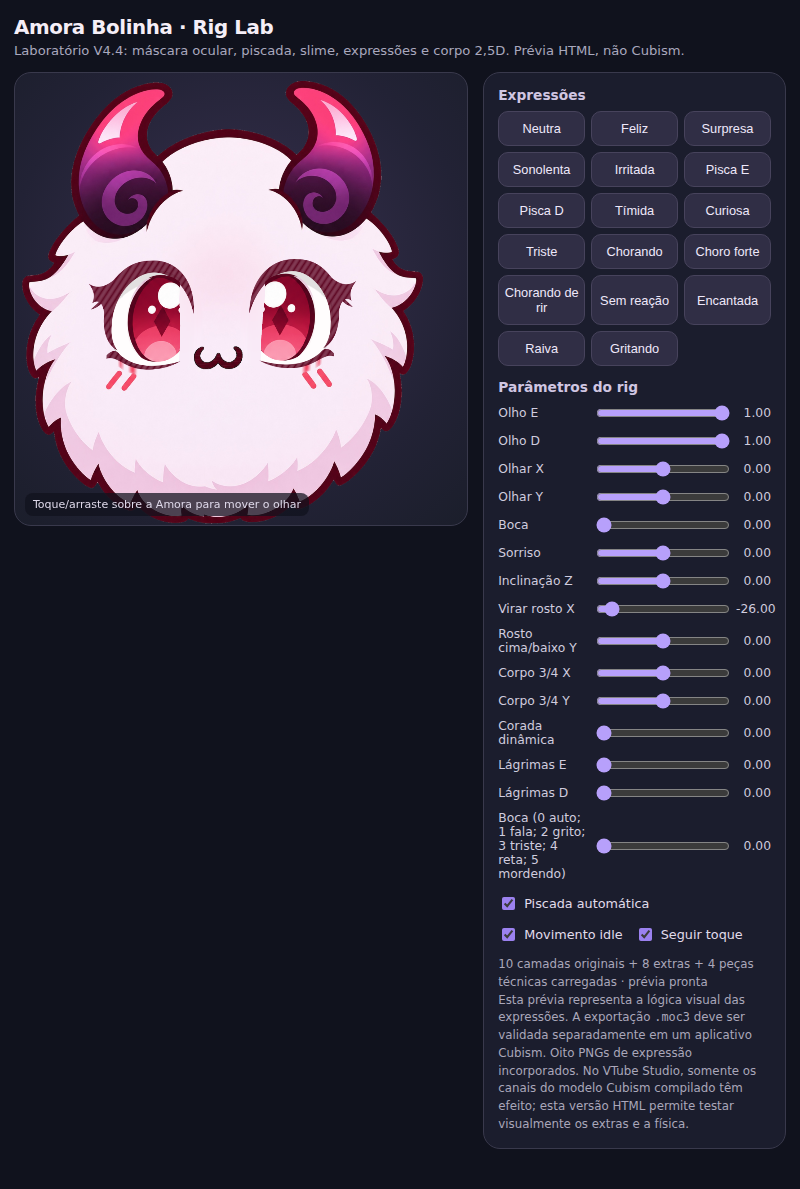 Amora Bolinha · Rig Lab
Laboratório V4.4: máscara ocular, piscada, slime, expressões e corpo 2,5D. Prévia HTML, não Cubism.
Toque/arraste sobre a Amora para mover o olhar
Expressões
Neutra
Feliz
Surpresa
Sonolenta
Irritada
Pisca E
Pisca D
Tímida
Curiosa
Triste
Chorando
Choro forte
Chorando de
rir
Sem reação
Encantada
Raiva
Gritando
Parâmetros do rig
Olho E 1.00
Olho D 1.00
Olhar X 0.00
Olhar Y 0.00
Boca 0.00
Sorriso 0.00
Inclinação Z 0.00
Virar rosto X -26.00
Rosto
cima/baixo Y 0.00
Corpo 3/4 X 0.00
Corpo 3/4 Y 0.00
Corada
dinâmica 0.00
Lágrimas E 0.00
Lágrimas D 0.00
Boca (0 auto;
1 fala; 2 grito;
3 triste; 4 0.00
reta; 5
mordendo)
Piscada automática
Movimento idle
Seguir toque
10 camadas originais + 8 extras + 4 peças
técnicas carregadas · prévia pronta
Esta prévia representa a lógica visual das
expressões. A exportação .moc3 deve ser
validada separadamente em um aplicativo
Cubism. Oito PNGs de expressão
incorporados. No VTube Studio, somente os
canais do modelo Cubism compilado têm
efeito; esta versão HTML permite testar
visualmente os extras e a física.